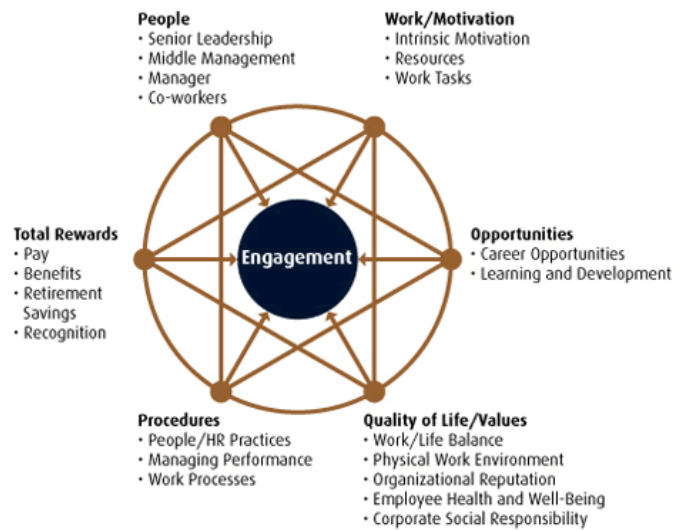 People
• Senior Leadership
• Middle Management
• Manager
• Co-workers
Work/Motivation
• Intrinsic Motivation
• Resources
• Work Tasks
Total Rewards
• Pay
• Benefits
• Retirement
Savings
• Recognition
Engagement
Opportunities
• Career Opportunities
• Learning and Development
Procedures
• People/HR Practices
• Managing Performance
• Work Processes
Quality of Life/Values
• Work/Life Balance
• Physical Work Environment
• Organizational Reputation
• Employee Health and Well-Being
• Corporate Social Responsibility